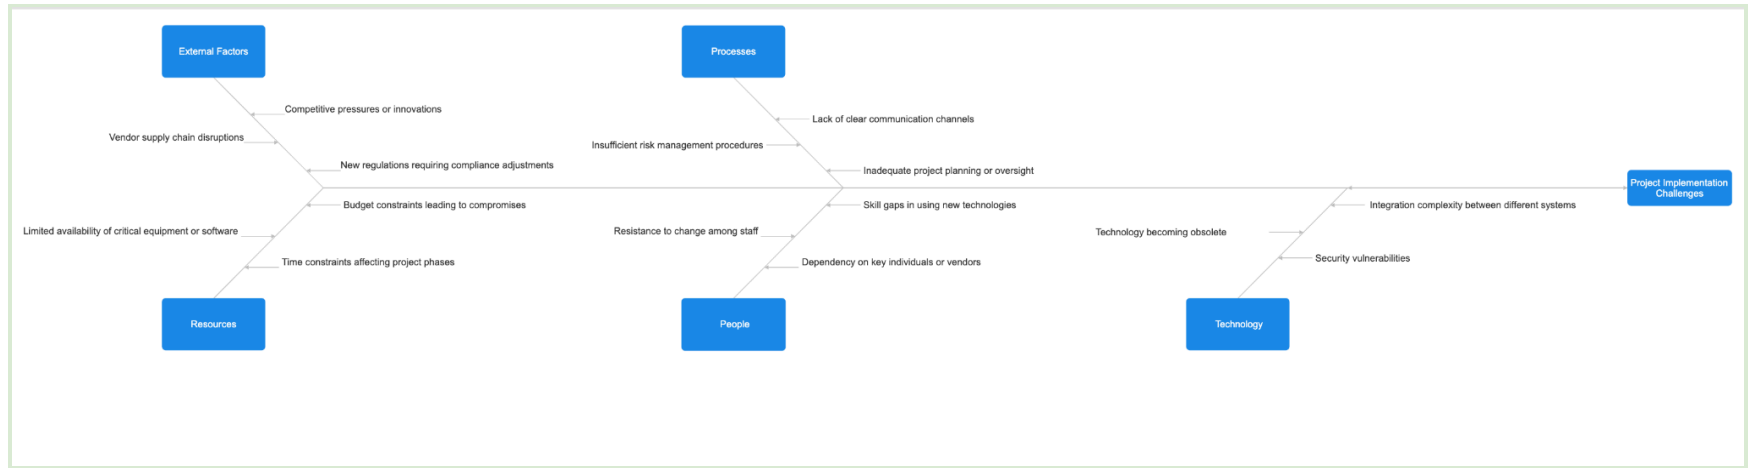 External Factors
Processes
Competitive pressures or innovations
Lack of clear communication channels
Vendor supply chain disruptions
Insufficient risk management procedures
New regulations requiring compliance adjustments
Inadequate project planning or oversight
Project Implementation
Challenges
Budget constraints leading to compromises
Skill gaps in using new technologies
Integration complexity between different systems
Limited availability of critical equipment or software
Resistance to change among staff
Technology becoming obsolete
Time constraints affecting project phases
Dependency on key individuals or vendors
Security vulnerabilities
Resources
People
Technology